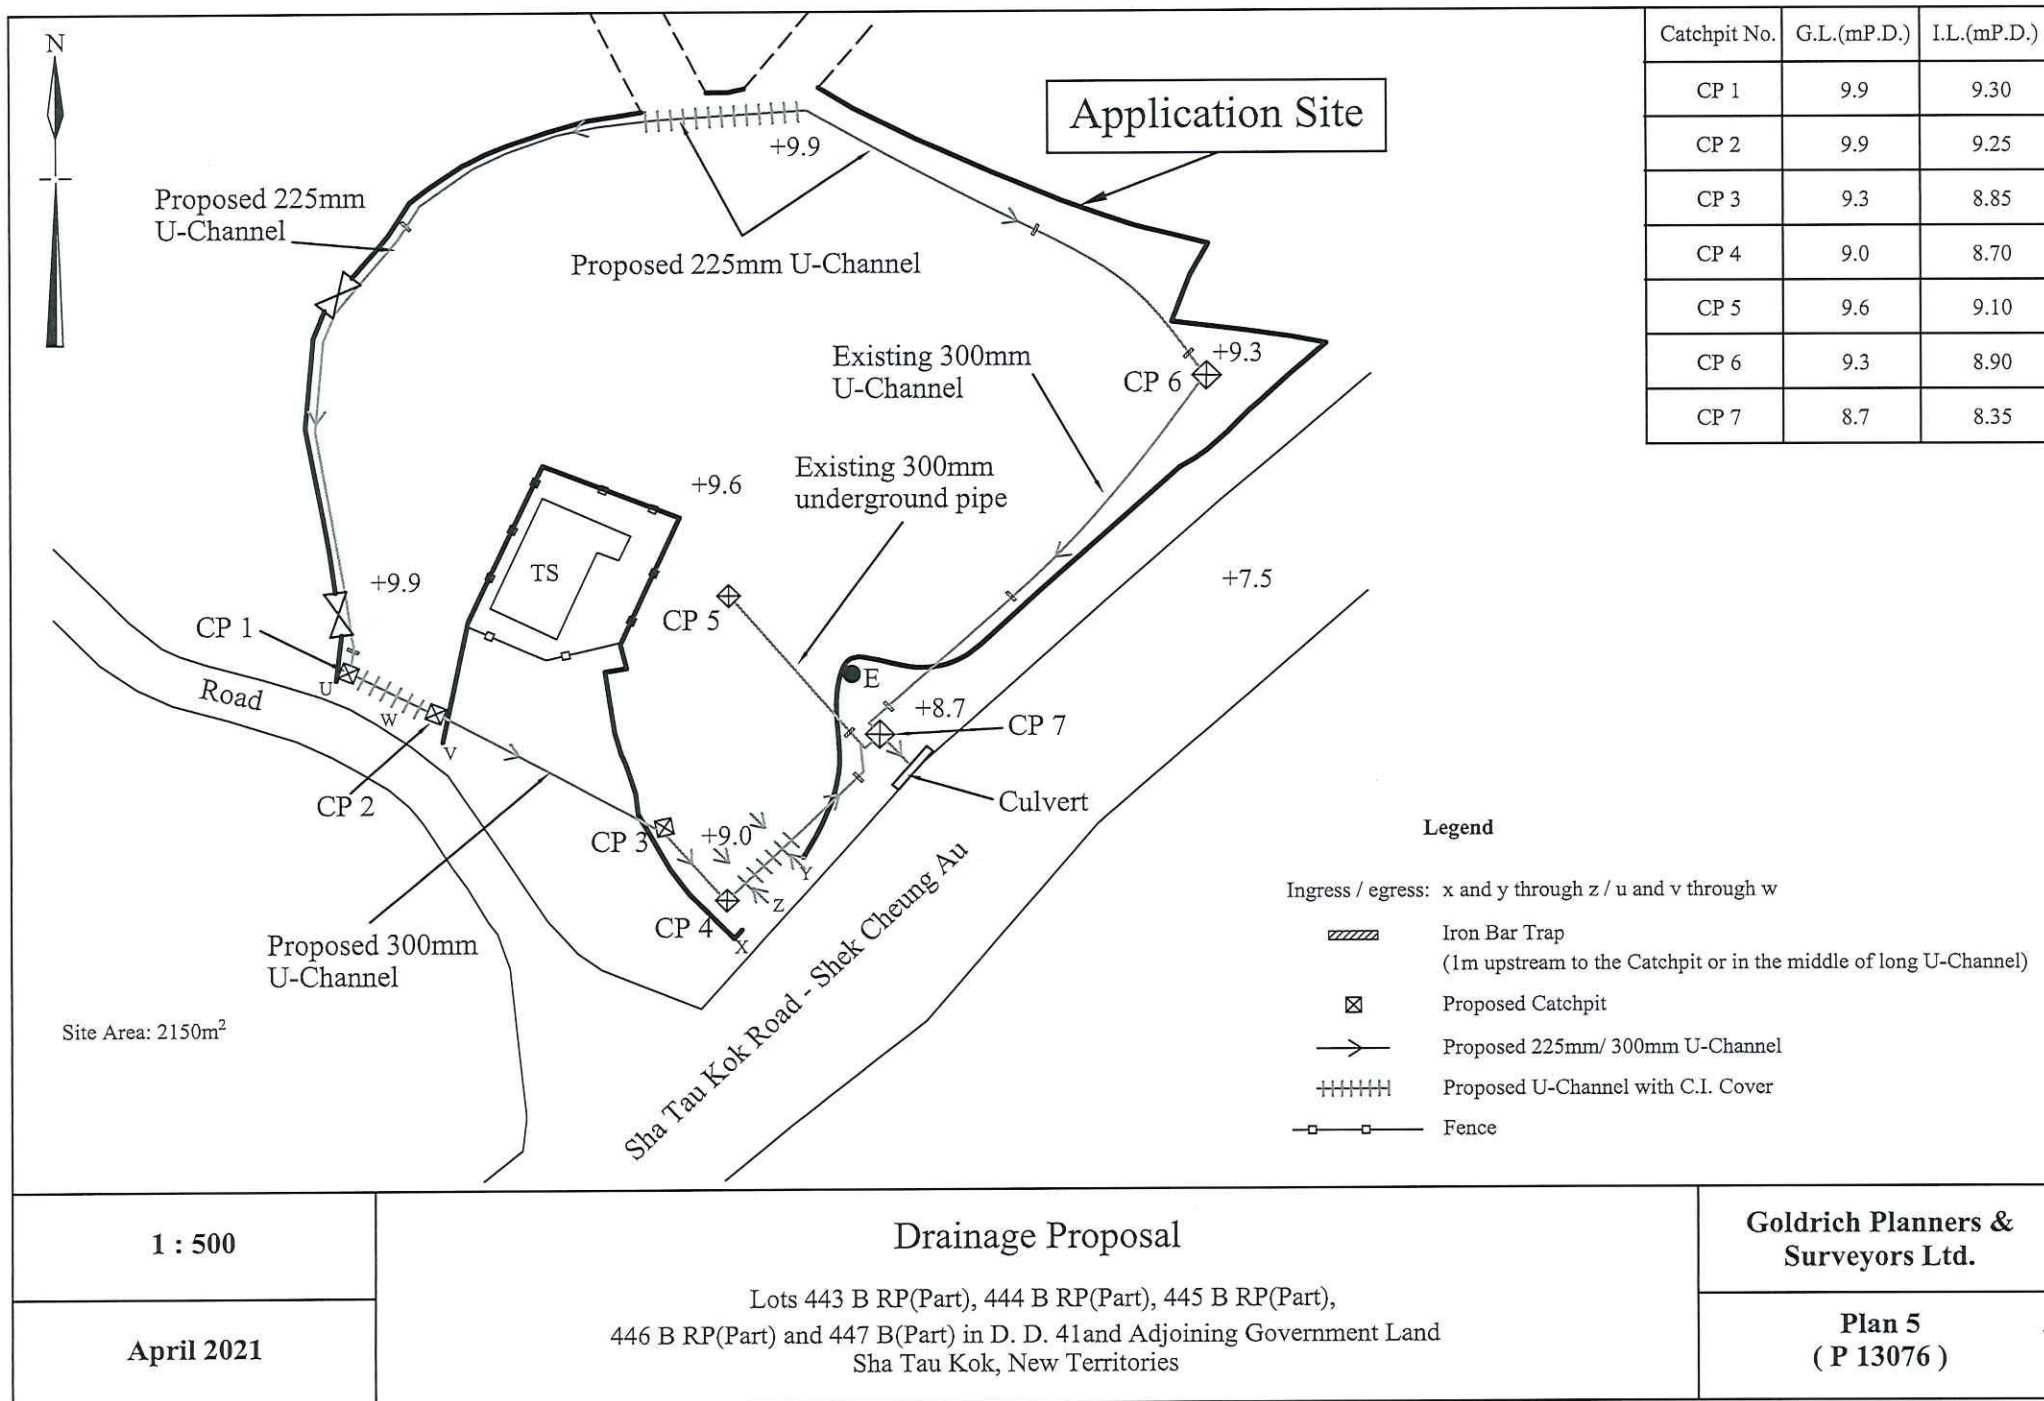 N
Application Site
+9.9
Proposed 225mm
U-Channel
Proposed 225mm U-Channel
Existing 300mm
U-Channel
+9.3
CP 6
Existing 300mm
underground pipe
+9.6
TS
+9.9
+7.5
CP 5
CP 1
U
Road
W
E
+8.7
CP 7
V
CP 2
Culvert
CP 3
+9.0
Y
Z
CP 4
X
Proposed 300mm
U-Channel
Sha Tau Kok Road - Shek Cheung Au
Site Area: 2150m²
Catchpit No. G.L.(mP.D.) I.L.(mP.D.)
CP 1 9.9 9.30
CP 2 9.9 9.25
CP 3 9.3 8.85
CP 4 9.0 8.70
CP 5 9.6 9.10
CP 6 9.3 8.90
CP 7 8.7 8.35
Legend
Ingress / egress: x and y through z / u and v through w
Iron Bar Trap
(1m upstream to the Catchpit or in the middle of long U-Channel)
Proposed Catchpit
Proposed 225mm/ 300mm U-Channel
Proposed U-Channel with C.I. Cover
Fence
1 : 500
April 2021
Drainage Proposal
Lots 443 B RP(Part), 444 B RP(Part), 445 B RP(Part),
446 B RP(Part) and 447 B(Part) in D. D. 41and Adjoining Government Land
Sha Tau Kok, New Territories
Goldrich Planners &
Surveyors Ltd.
Plan 5
( P 13076 )